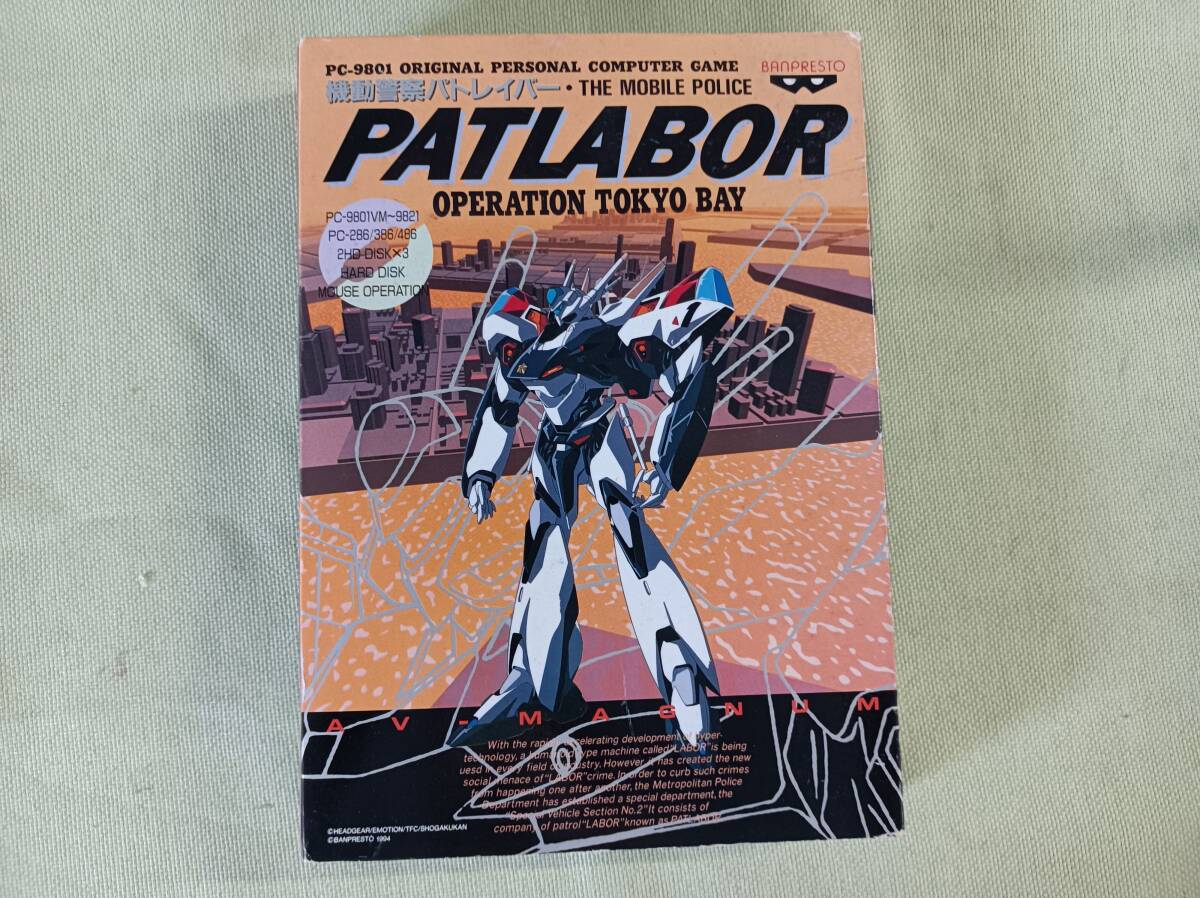 PC-9801 ORIGINAL PERSONAL COMPUTER GAME
BANPRESTO
機動警察パトレイバー・THE MOBILE POLICE
PATLABOR
OPERATION TOKYO BAY
PC-9801VM~9821
PC-286/386/486
2HD DISK×3
HARD DISK
MOUSE OPERATION
1
AV-MAGNUM
With the rapid accelerating development of hyper-
technology, a humanoid type machine called "LABOR" is being
uesd in every field of industry. However it has created the new
social menace of "LABOR" crime. In order to curb such crimes
from happening one after another, the Metropolitan Police
Department has established a special department, the
"Special Vehicle Section No.2" It consists of
company of patrol "LABOR" known as PATLABOR
©HEADGEAR/EMOTION/TFC/SHOGAKUKAN
©BANPRESTO 1994